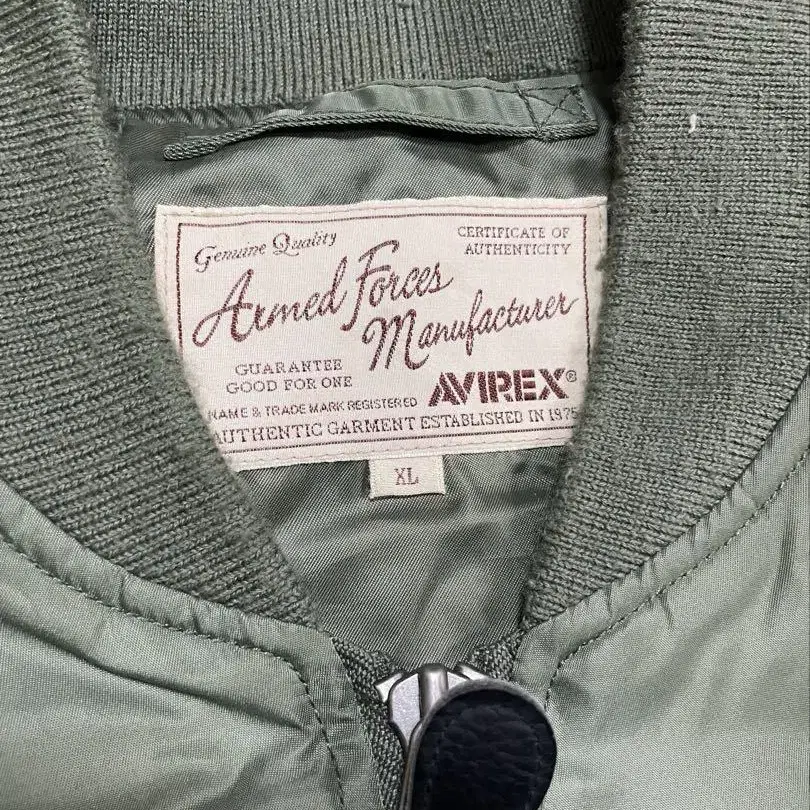 Genuine Quality
CERTIFICATE OF
AUTHENTICITY
Armed Forces
Manufacturer
GUARANTEE
GOOD FOR ONE
AVIREX®
NAME & TRADE MARK REGISTERED
AUTHENTIC GARMENT ESTABLISHED IN 1975
XL